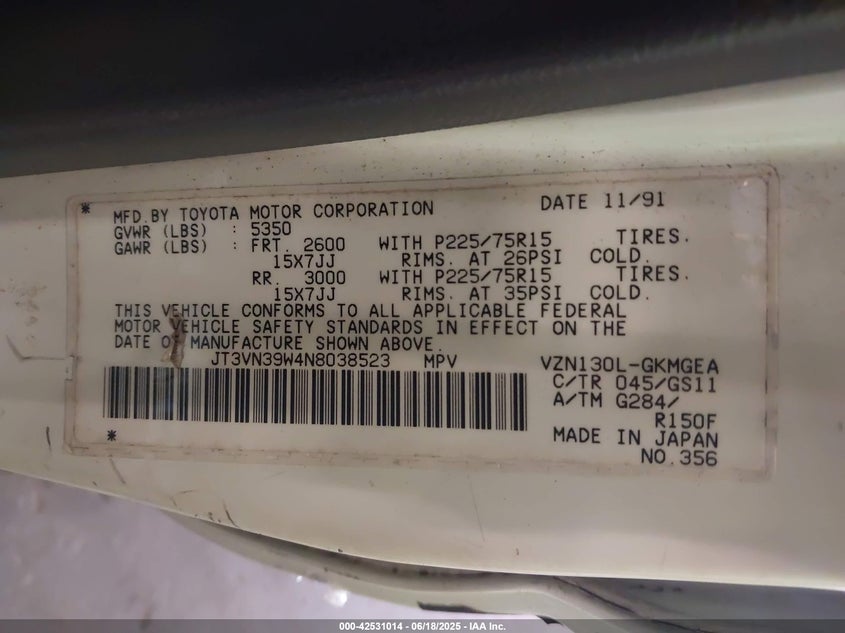 * MFD.BY TOYOTA MOTOR CORPORATION DATE 11/91
GVWR (LBS) : 5350
GAWR (LBS) : FRT. 2600 WITH P225/75R15 TIRES.
15X7JJ RIMS. AT 26PSI COLD.
RR. 3000 WITH P225/75R15 TIRES.
15X7JJ RIMS. AT 35PSI COLD.
THIS VEHICLE CONFORMS TO ALL APPLICABLE FEDERAL
MOTOR VEHICLE SAFETY STANDARDS IN EFFECT ON THE
DATE OF MANUFACTURE SHOWN ABOVE.
JT3VN39W4N8038523 MPV VZN130L-GKMGEA
C/TR 045/GS11
A/TM G284/
R150F
* MADE IN JAPAN
NO.356
000-42531014 - 06/18/2025 - IAA Inc.